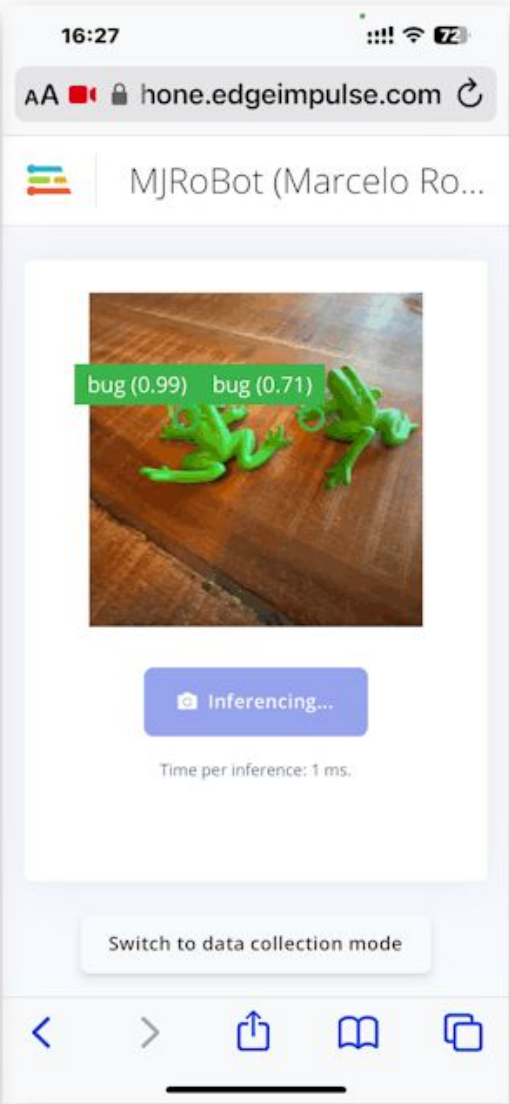 16:27
72
AA hone.edgeimpulse.com
MJRoBot (Marcelo Ro...
bug (0.99) bug (0.71)
Inferencing...
Time per inference: 1 ms.
Switch to data collection mode